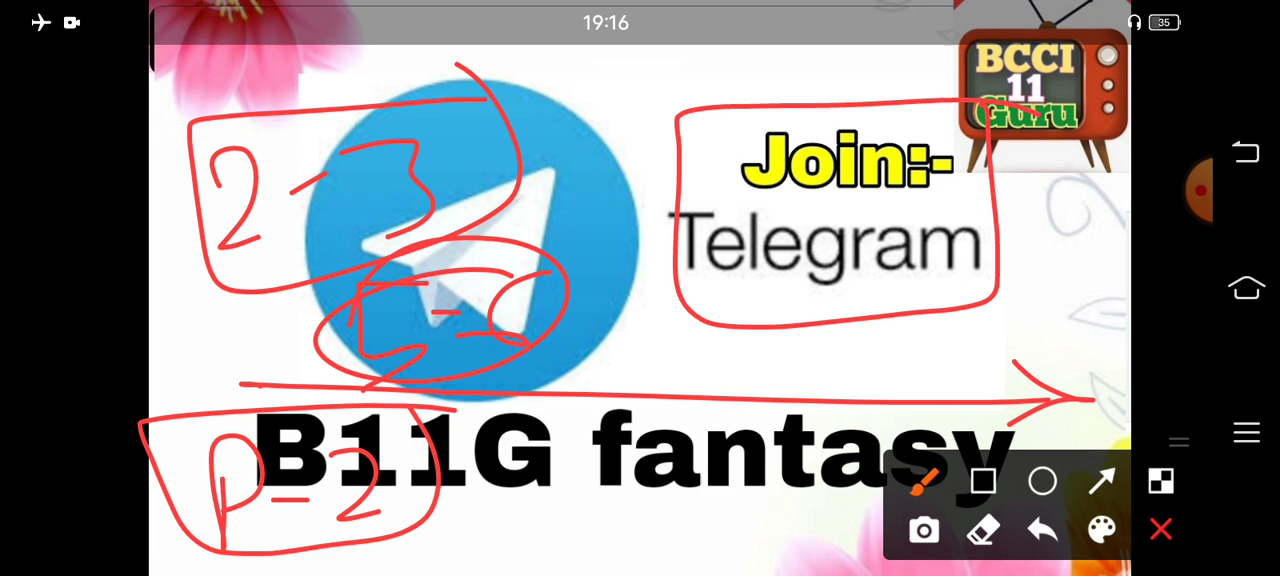 19:16
35
BCCI
11
Guru
Join:-
Telegram
2-3
B11G fantasy
P-2